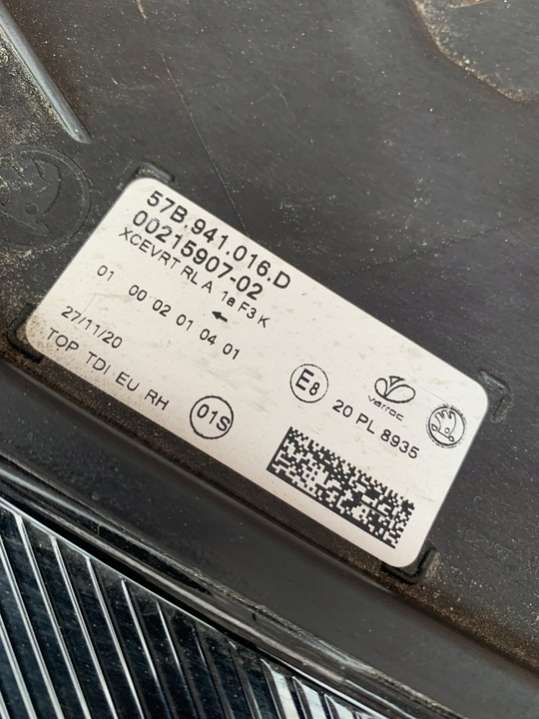 57B.941.016.D
00215907-02
XCEVRT RL A 1a F3 K
01 00 02 01 04 01
27/11/20
TOP TDI EU RH
01S
E8
20 PL 8935
varroc